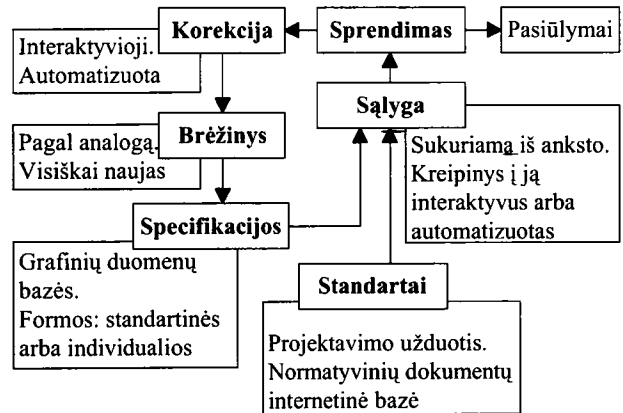 Korekcija
Sprendimas
Pasiūlymai
Interaktyvioji.
Automatizuota
Sąlyga
Brėžinys
Pagal analogą.
Visiškai naujas
Sukuriama iš anksto.
Kreipinys į ją
interaktyvus arba
automatizuotas
Specifikacijos
Grafinių duomenų
bazės.
Formos: standartinės
arba individualios
Standartai
Projektavimo užduotis.
Normatyvinių dokumentų
internetinė bazė